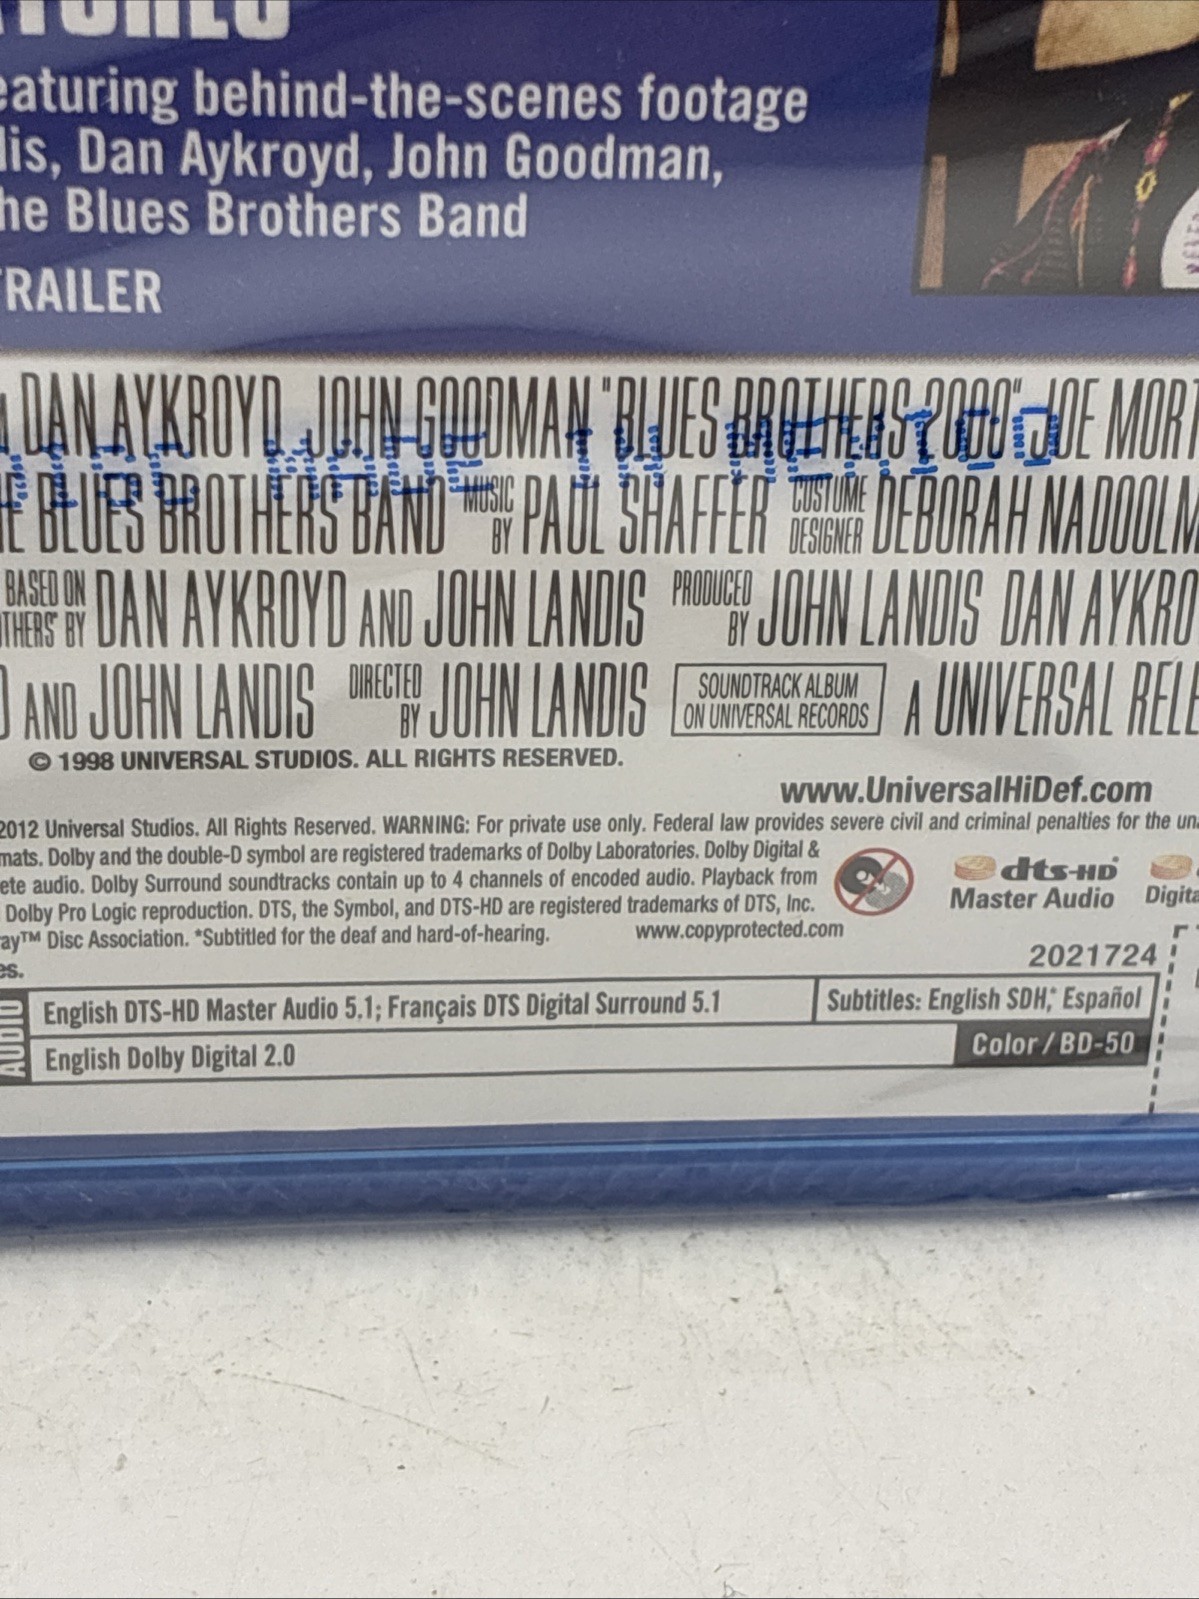 eaturing behind-the-scenes footage
lis, Dan Aykroyd, John Goodman,
he Blues Brothers Band
TRAILER
DAN AYKROYD JOHN GOODMAN "BLUES BROTHERS 2000" JOE MORT
E BLUES BROTHERS BAND MUSIC BY PAUL SHAFFER COSTUME DESIGNER DEBORAH NADOOLM
BASED ON
OTHERS BY DAN AYKROYD AND JOHN LANDIS PRODUCED BY JOHN LANDIS DAN AYKRO
D AND JOHN LANDIS DIRECTED BY JOHN LANDIS SOUNDTRACK ALBUM ON UNIVERSAL RECORDS A UNIVERSAL RELE
© 1998 UNIVERSAL STUDIOS. ALL RIGHTS RESERVED.
www.UniversalHiDef.com
2012 Universal Studios. All Rights Reserved. WARNING: For private use only. Federal law provides severe civil and criminal penalties for the una
mats. Dolby and the double-D symbol are registered trademarks of Dolby Laboratories. Dolby Digital &
ete audio. Dolby Surround soundtracks contain up to 4 channels of encoded audio. Playback from
Dolby Pro Logic reproduction. DTS, the Symbol, and DTS-HD are registered trademarks of DTS, Inc.
ay™ Disc Association. *Subtitled for the deaf and hard-of-hearing.
www.copyprotected.com
es.
dts-HD
Master Audio
Digita
2021724
AUDIO
English DTS-HD Master Audio 5.1; Français DTS Digital Surround 5.1
Subtitles: English SDH,* Español
English Dolby Digital 2.0
Color / BD-50